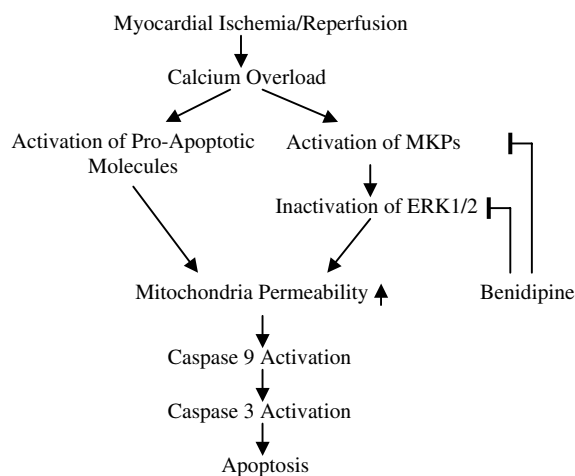 Myocardial Ischemia/Reperfusion
Calcium Overload
Activation of Pro-Apoptotic
Molecules
Activation of MKPs
Inactivation of ERK1/2
Mitochondria Permeability
Benidipine
Caspase 9 Activation
Caspase 3 Activation
Apoptosis